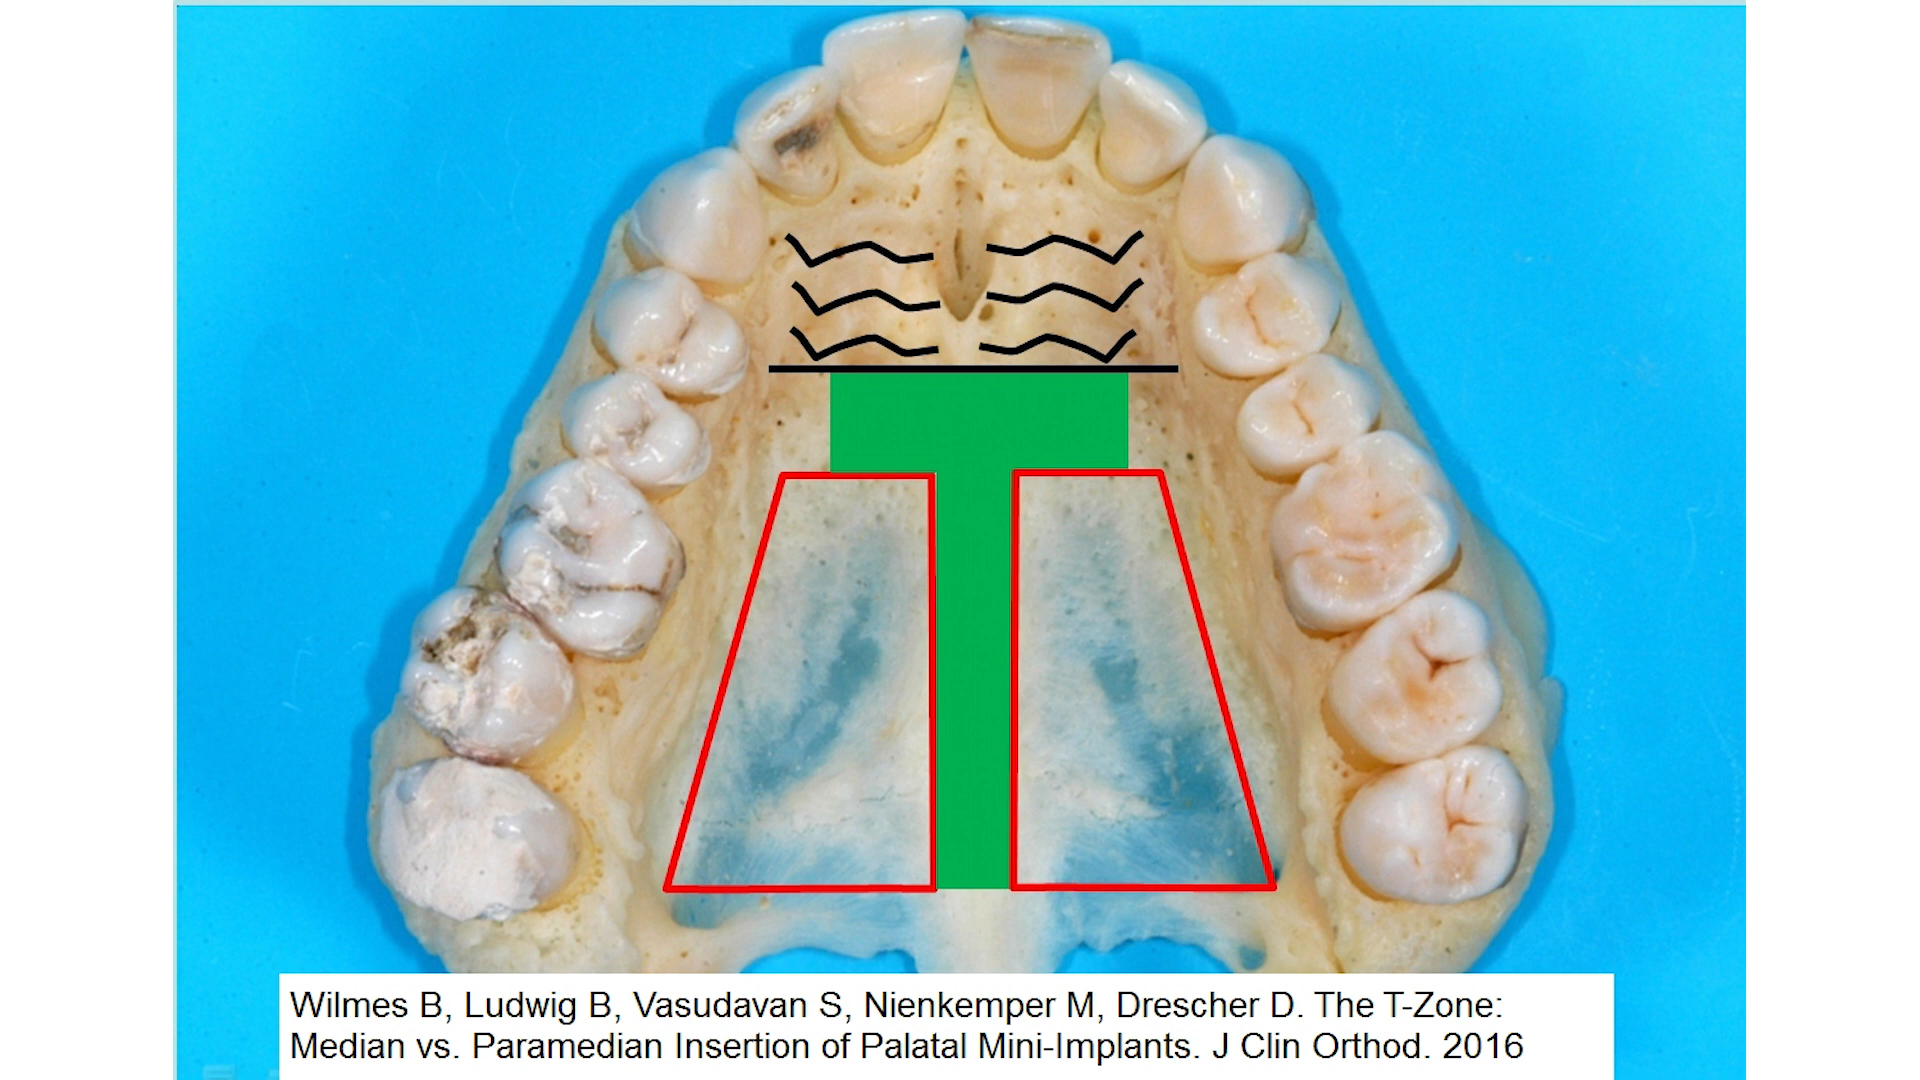 Wilmes B, Ludwig B, Vasudavan S, Nienkemper M, Drescher D. The T-Zone:
Median vs. Paramedian Insertion of Palatal Mini-Implants. J Clin Orthod. 2016